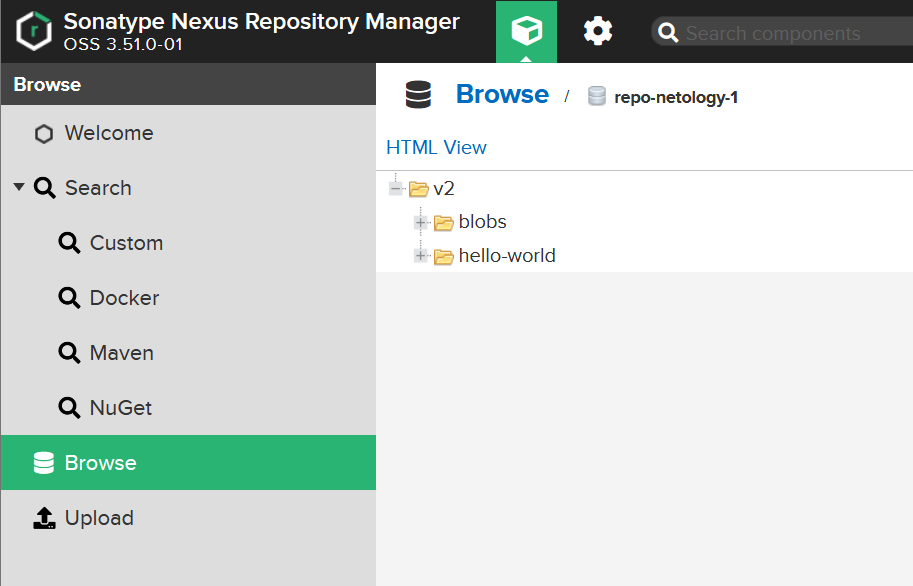 Sonatype Nexus Repository Manager
OSS 3.51.0-01
Search components
Browse
Welcome
Search
Custom
Docker
Maven
NuGet
Browse
Upload
Browse / repo-netology-1
HTML View
v2
blobs
hello-world